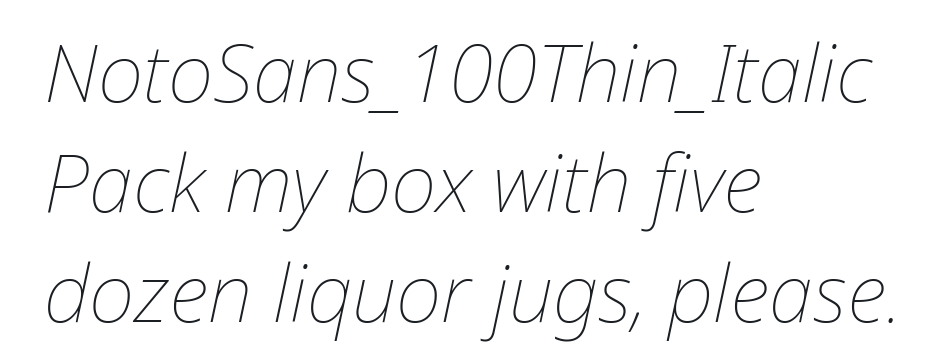 NotoSans_100Thin_Italic
Pack my box with five
dozen liquor jugs, please.